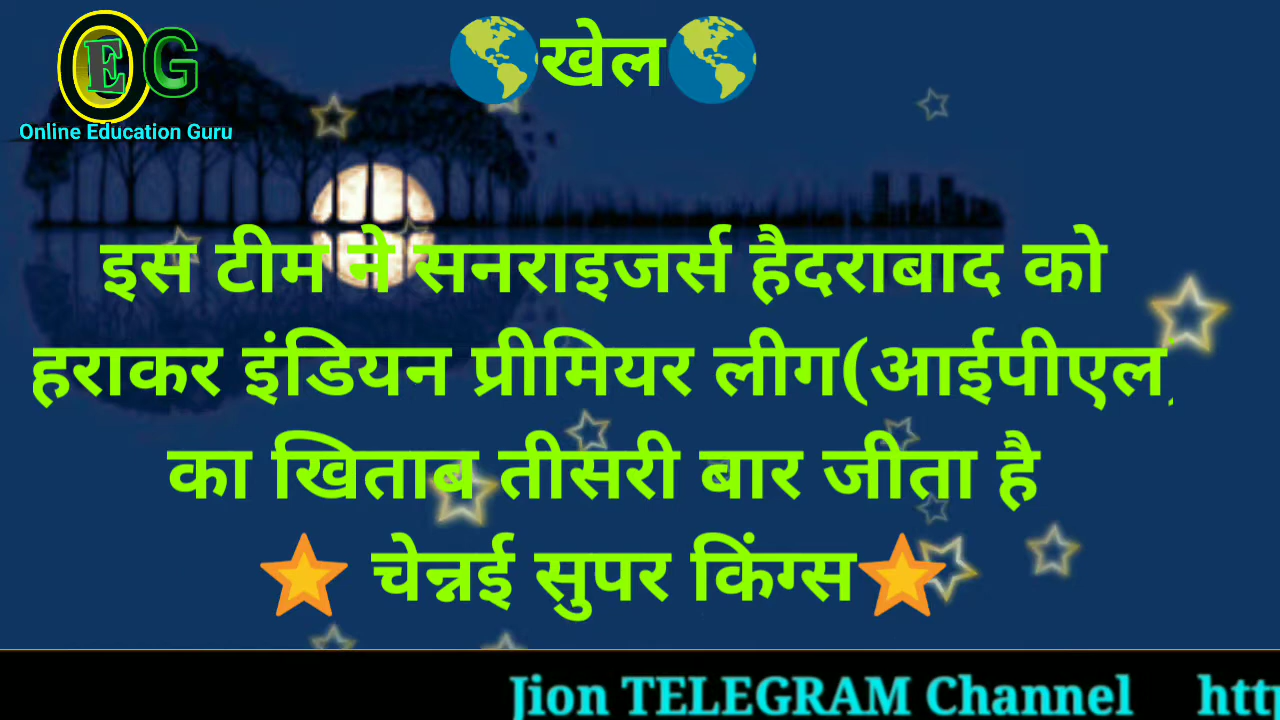 OEG
Online Education Guru
🌎खेल🌎
इस टीम ने सनराइजर्स हैदराबाद को
हराकर इंडियन प्रीमियर लीग(आईपीएल)
का खिताब तीसरी बार जीता है
⭐ चेन्नई सुपर किंग्स⭐
Jion TELEGRAM Channel